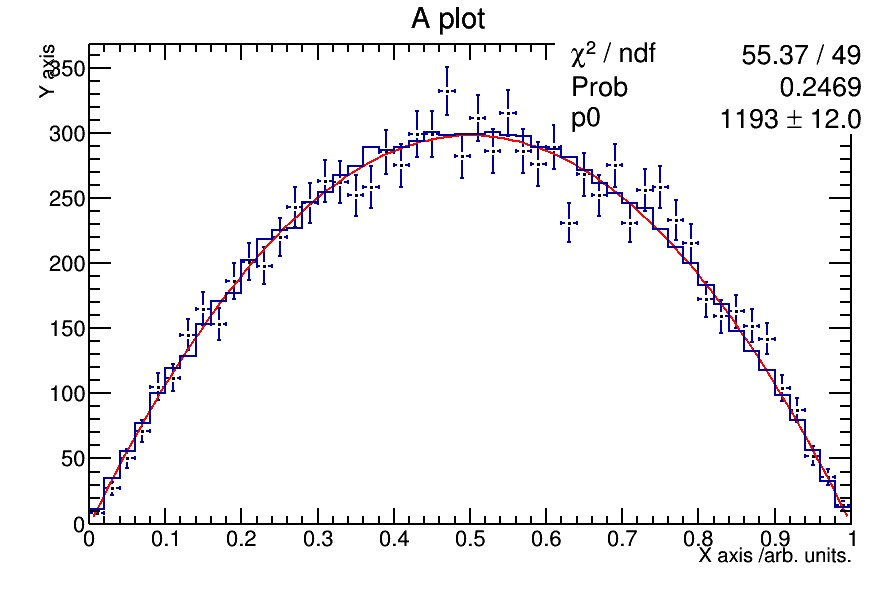 A plot
χ² / ndf 55.37 / 49
Prob 0.2469
p0 1193 ± 12.0
Y axis
350
300
250
200
150
100
50
0
0 0.1 0.2 0.3 0.4 0.5 0.6 0.7 0.8 0.9 1
X axis /arb. units.